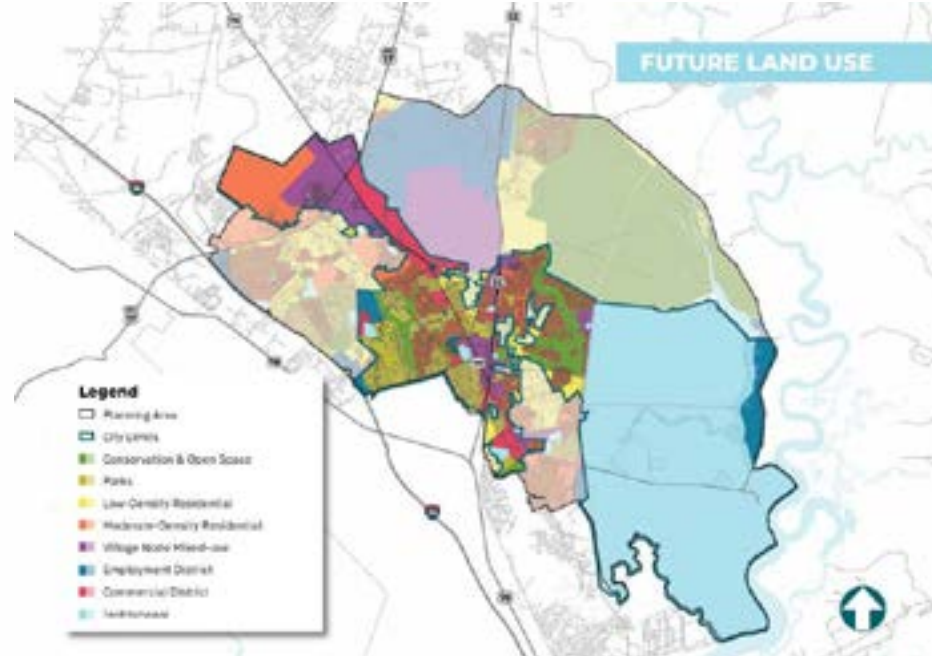 FUTURE LAND USE
Legend
Planning Area
City Limits
Conservation & Open Space
Parks
Low-Density Residential
Moderate-Density Residential
Village Node Mixed-use
Employment District
Commercial District
Institutional